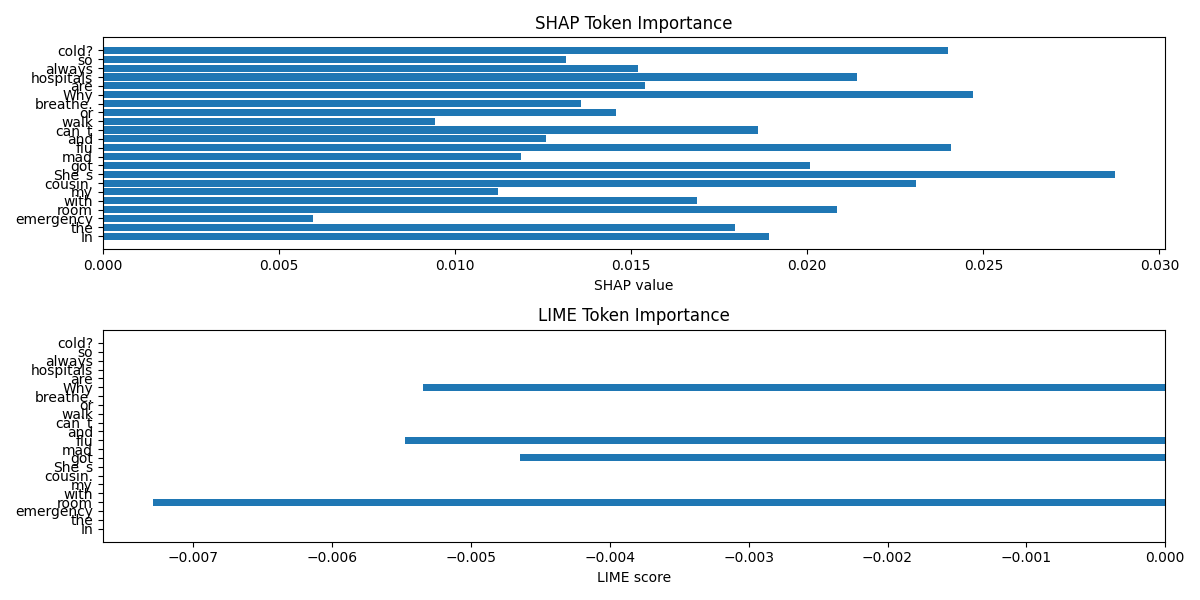 SHAP Token Importance
cold?
so
always
hospitals
are
Why
breathe.
or
walk
can t
and
flu
mad
got
She s
cousin.
my
with
room
emergency
the
In
0.000 0.005 0.010 0.015 0.020 0.025 0.030
SHAP value
LIME Token Importance
cold?
so
always
hospitals
are
Why
breathe.
or
walk
can t
and
flu
mad
got
She s
cousin.
my
with
room
emergency
the
In
−0.007 −0.006 −0.005 −0.004 −0.003 −0.002 −0.001 0.000
LIME score